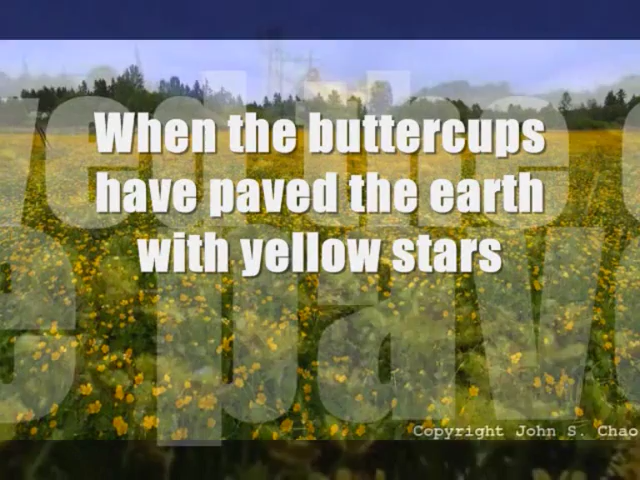 When the buttercups
have paved the earth
with yellow stars
Copyright John S. Chao